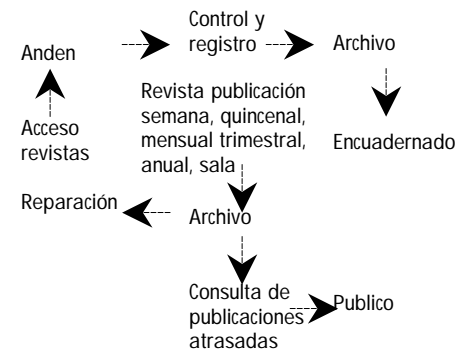 Control y
registro
Anden
Archivo
Revista publicación
semana, quincenal,
mensual trimestral,
anual, sala
Acceso
revistas
Encuadernado
Reparación
Archivo
Consulta de
publicaciones
atrasadas
Publico